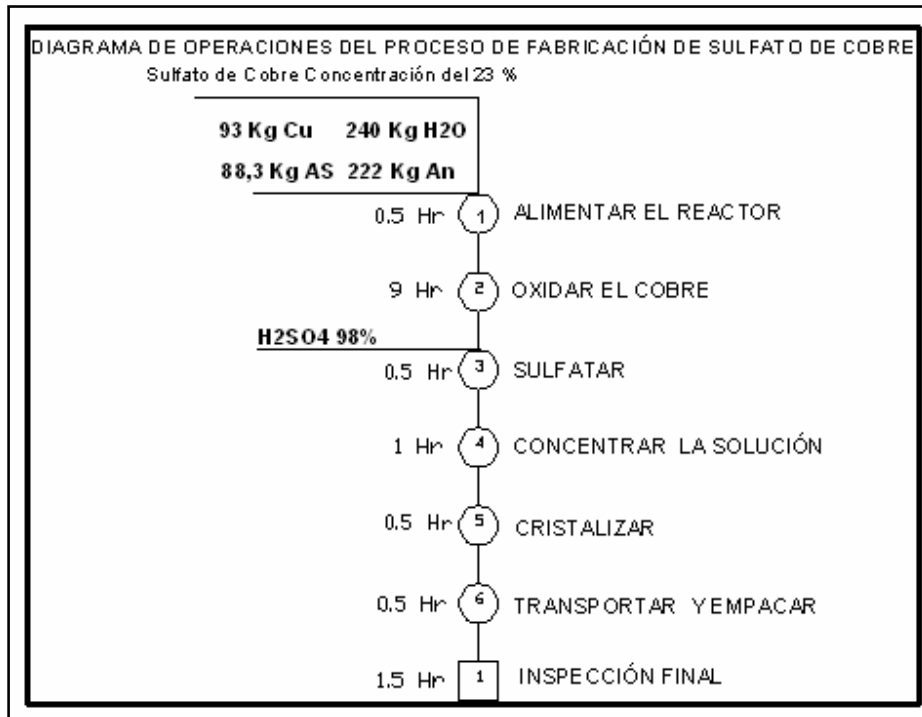 DIAGRAMA DE OPERACIONES DEL PROCESO DE FABRICACIÓN DE SULFATO DE COBRE
Sulfato de Cobre Concentración del 23 %
93 Kg Cu 240 Kg H2O
88,3 Kg AS 222 Kg An
0.5 Hr 1 ALIMENTAR EL REACTOR
9 Hr 2 OXIDAR EL COBRE
H2SO4 98%
0.5 Hr 3 SULFATAR
1 Hr 4 CONCENTRAR LA SOLUCIÓN
0.5 Hr 5 CRISTALIZAR
0.5 Hr 6 TRANSPORTAR Y EMPACAR
1.5 Hr 1 INSPECCIÓN FINAL